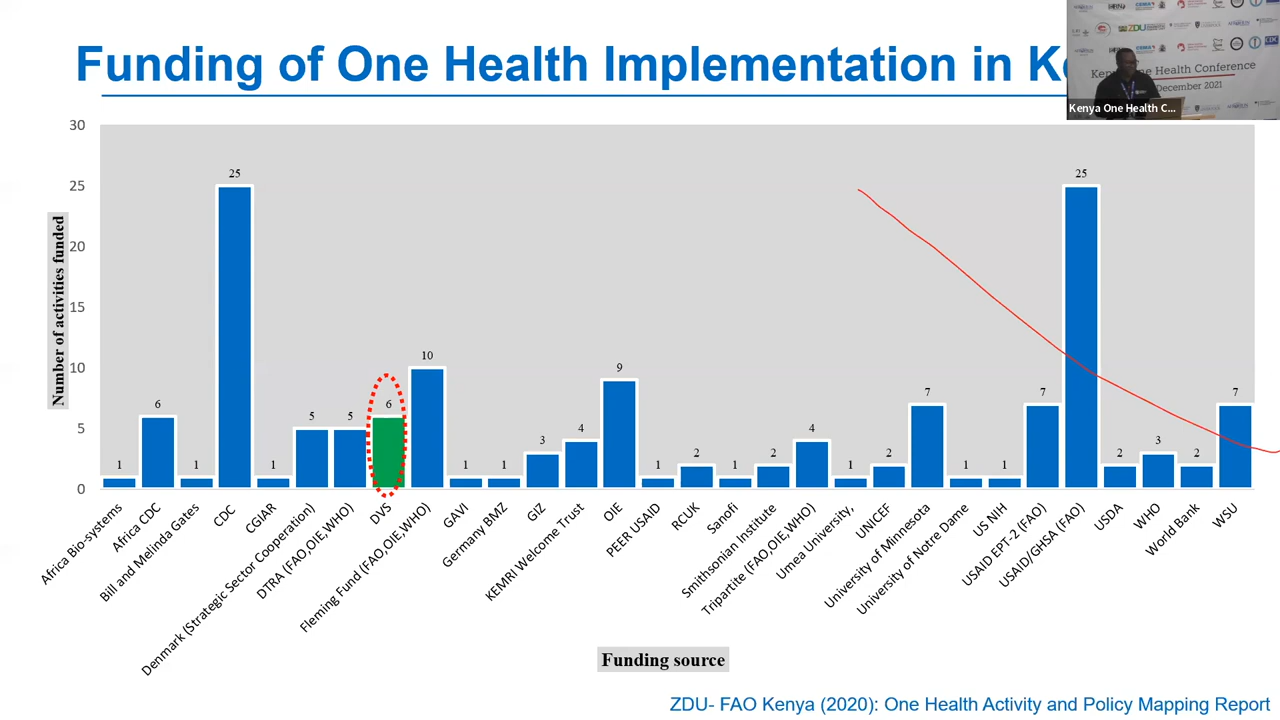 Funding of One Health Implementation in Ke
Kenya One Health Conference
December 2021
Kenya One Health C...
Number of activities funded
30
25
20
15
10
5
0
1
6
1
25
1
5
5
6
10
1
1
3
4
9
1
2
1
2
4
1
2
7
1
1
7
25
2
3
2
7
Africa Bio-systems
Africa CDC
Bill and Melinda Gates
CDC
CGIAR
Denmark (Strategic Sector Cooperation)
DTRA (FAO,OIE,WHO)
DVS
Fleming Fund (FAO,OIE,WHO)
GAVI
Germany BMZ
GIZ
KEMRI Welcome Trust
OIE
PEER USAID
RCUK
Sanofi
Smithsonian Institute
Tripartite (FAO,OIE,WHO)
Umea University,
UNICEF
University of Minnesota
University of Notre Dame
US NIH
USAID EPT-2 (FAO)
USAID/GHSA (FAO)
USDA
WHO
World Bank
WSU
Funding source
ZDU- FAO Kenya (2020): One Health Activity and Policy Mapping Report